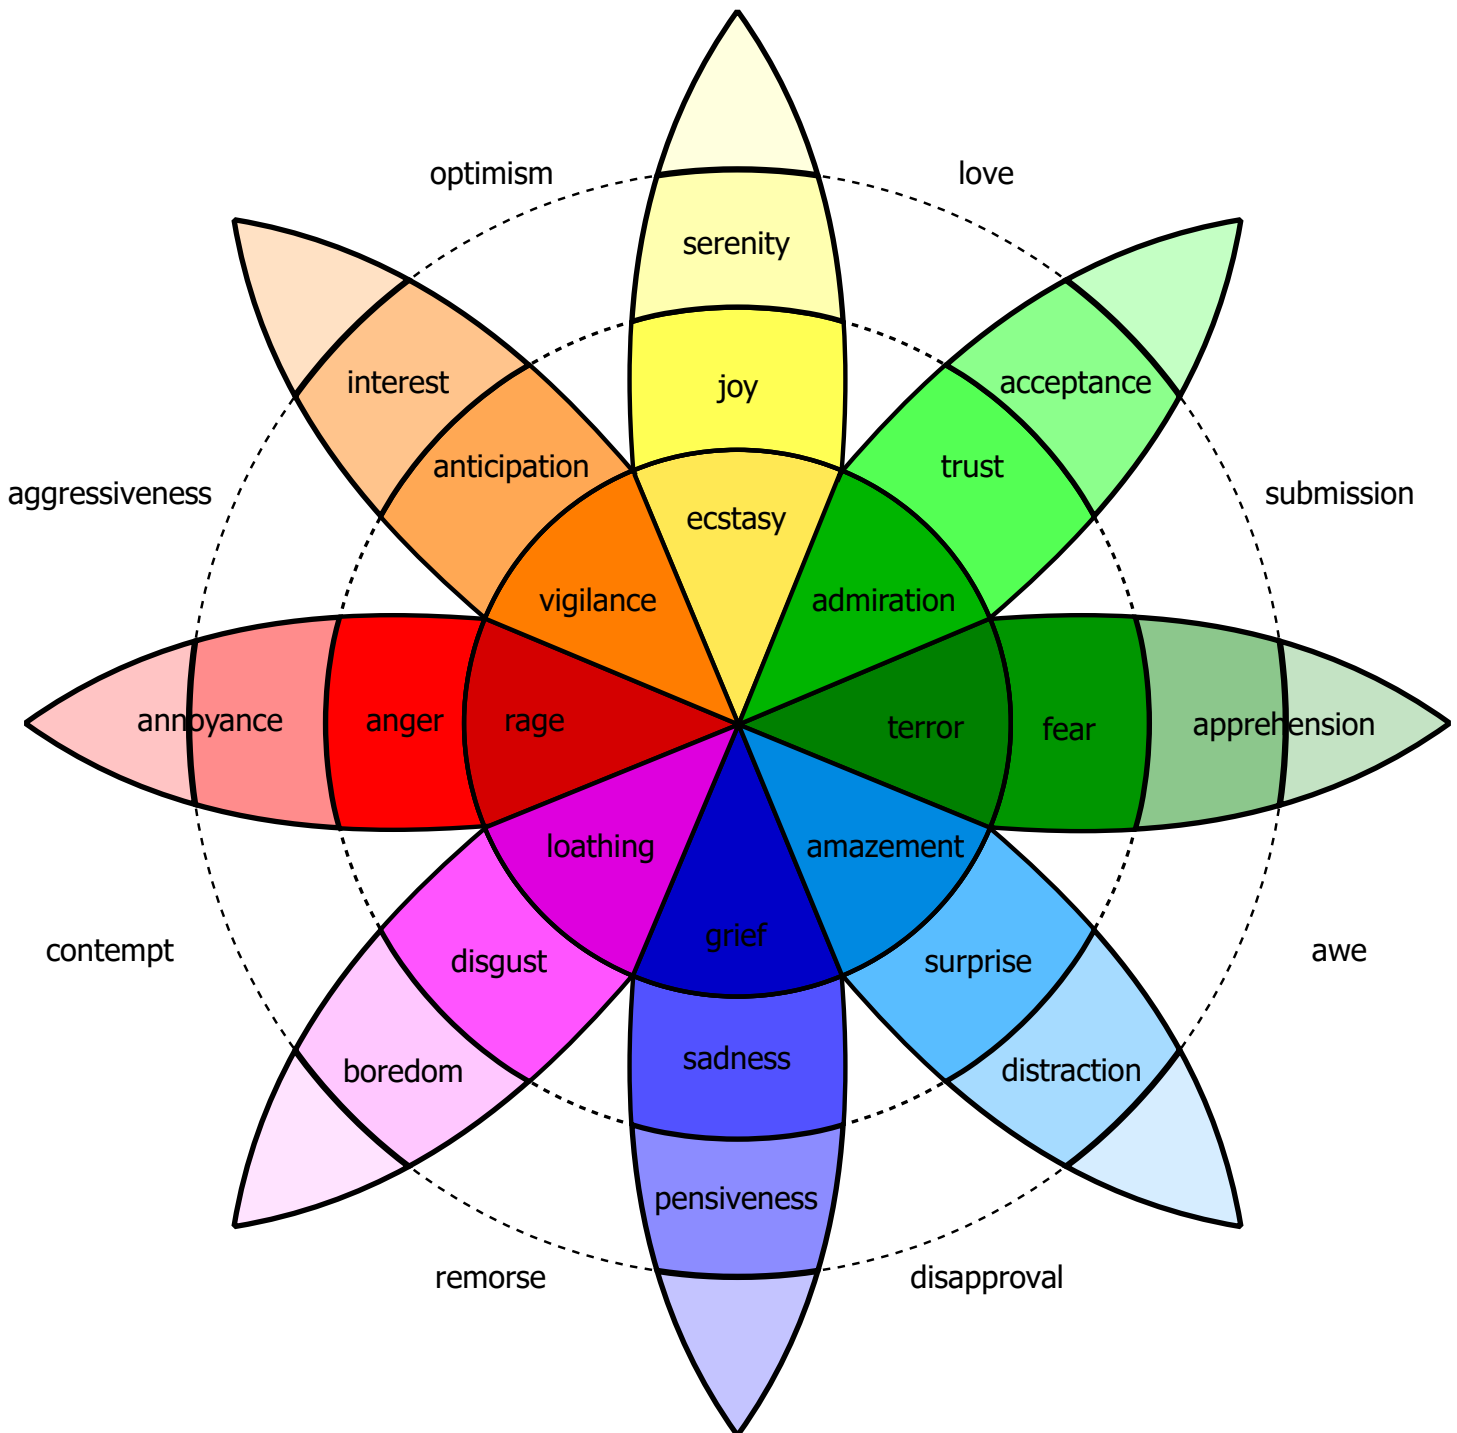 optimism
love
serenity
interest
joy
acceptance
anticipation
trust
aggressiveness
submission
ecstasy
vigilance
admiration
annoyance
anger
rage
terror
fear
apprehension
loathing
amazement
grief
contempt
awe
disgust
surprise
sadness
boredom
distraction
pensiveness
remorse
disapproval